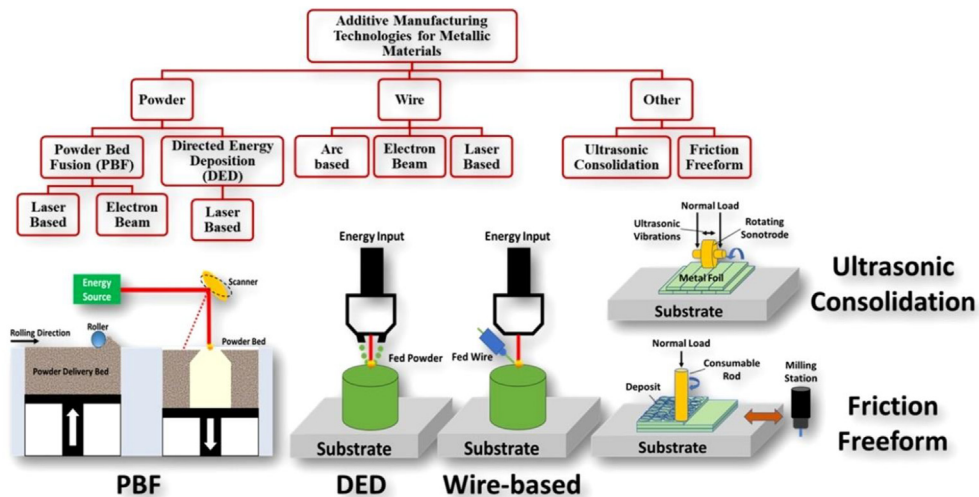 Additive Manufacturing
Technologies for Metallic
Materials
Powder
Wire
Other
Powder Bed
Fusion (PBF)
Directed Energy
Deposition
(DED)
Arc
based
Electron
Beam
Laser
Based
Ultrasonic
Consolidation
Friction
Freeform
Laser
Based
Electron
Beam
Laser
Based
Energy
Source
Scanner
Rolling Direction
Roller
Powder Bed
Powder Delivery Bed
PBF
Energy Input
Fed Powder
Substrate
DED
Energy Input
Fed Wire
Substrate
Wire-based
Normal Load
Ultrasonic
Vibrations
Rotating
Sonotrode
Metal Foil
Substrate
Ultrasonic
Consolidation
Normal Load
Consumable
Rod
Deposit
Milling
Station
Substrate
Friction
Freeform